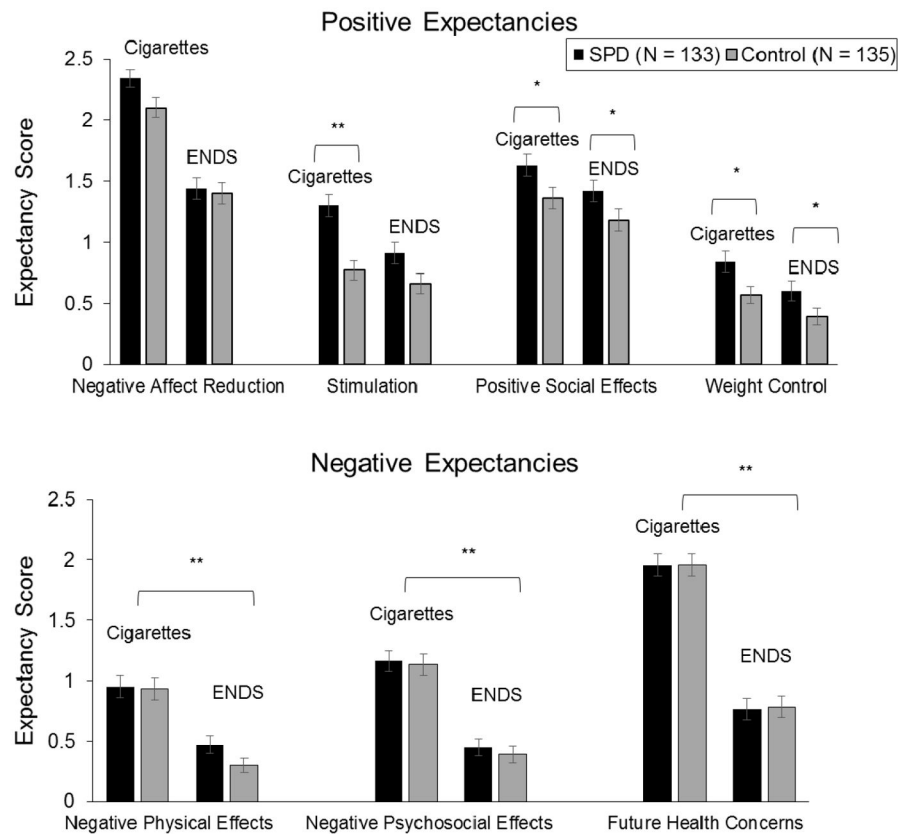 Positive Expectancies
SPD (N = 133) Control (N = 135)
Cigarettes
ENDS
**
Cigarettes
ENDS
*
Cigarettes
*
ENDS
*
Cigarettes
*
ENDS
Expectancy Score
2.5
2
1.5
1
0.5
0
Negative Affect Reduction Stimulation Positive Social Effects Weight Control
Negative Expectancies
**
Cigarettes
ENDS
**
Cigarettes
ENDS
**
Cigarettes
ENDS
Expectancy Score
2.5
2
1.5
1
0.5
0
Negative Physical Effects Negative Psychosocial Effects Future Health Concerns